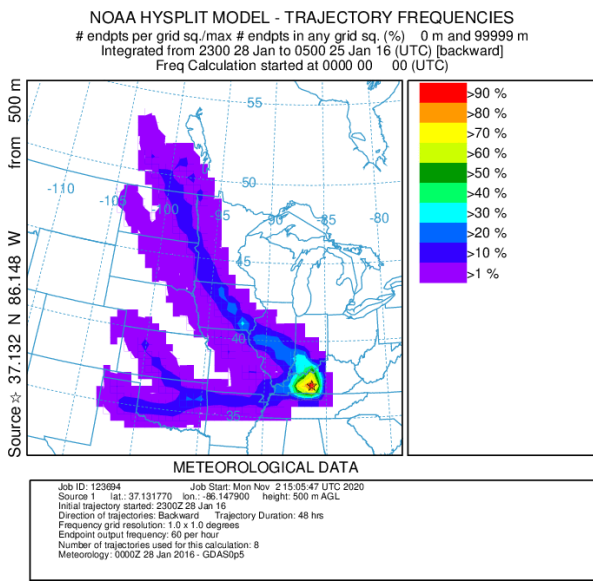 NOAA HYSPLIT MODEL - TRAJECTORY FREQUENCIES
# endpts per grid sq./max # endpts in any grid sq. (%) 0 m and 99999 m
Integrated from 2300 28 Jan to 0500 25 Jan 16 (UTC) [backward]
Freq Calculation started at 0000 00 00 (UTC)
Source ☆ 37.132 N 86.148 W from 500 m
55
-110
-105
-100
-95
50
90
-85
-80
45
40
35
>90 %
>80 %
>70 %
>60 %
>50 %
>40 %
>30 %
>20 %
>10 %
>1 %
METEOROLOGICAL DATA
Job ID: 123694 Job Start: Mon Nov 2 15:05:47 UTC 2020
Source 1 lat.: 37.131770 lon.: -86.147900 height: 500 m AGL
Initial trajectory started: 2300Z 28 Jan 16
Direction of trajectories: Backward Trajectory Duration: 48 hrs
Frequency grid resolution: 1.0 x 1.0 degrees
Endpoint output frequency: 60 per hour
Number of trajectories used for this calculation: 8
Meteorology: 0000Z 28 Jan 2016 - GDAS0p5